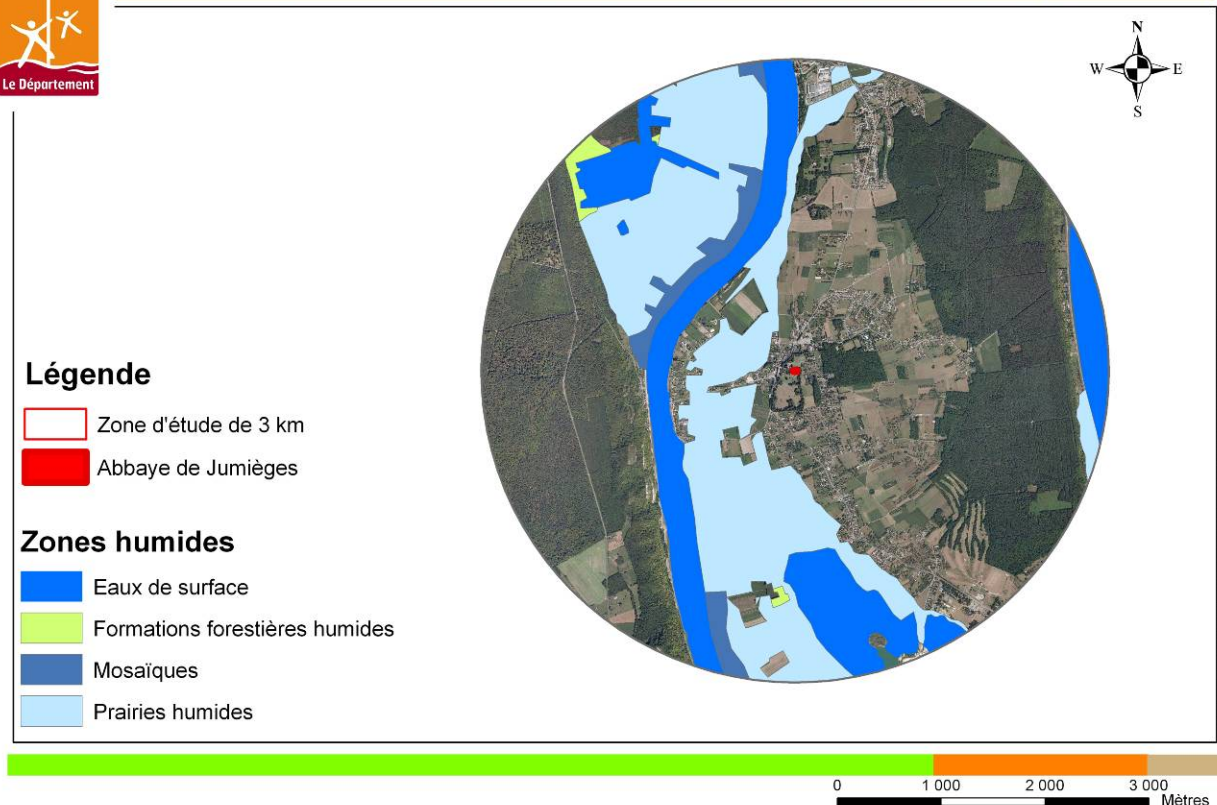 Le Département
N
W E
S
Légende
Zone d'étude de 3 km
Abbaye de Jumièges
Zones humides
Eaux de surface
Formations forestières humides
Mosaïques
Prairies humides
0 1 000 2 000 3 000
Mètres